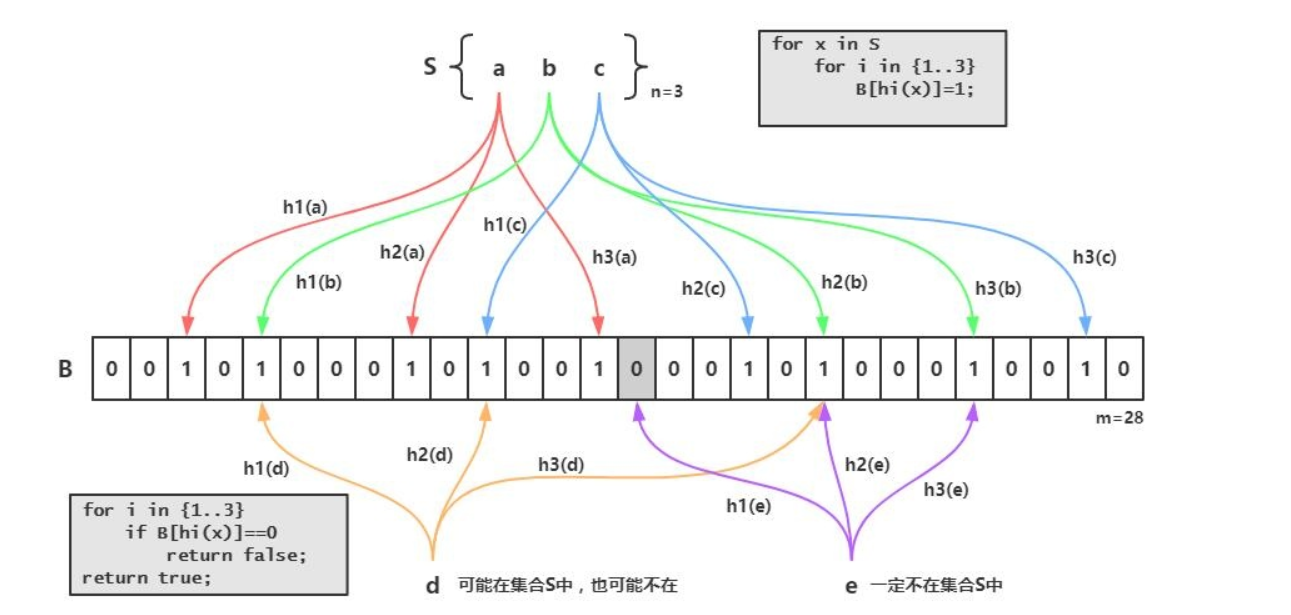 S { a b c } n=3
for x in S
    for i in {1..3}
        B[hi(x)]=1;
h1(a)
h1(b)
h2(a)
h1(c)
h3(a)
h2(c)
h2(b)
h3(b)
h3(c)
B 0 0 1 0 1 0 0 0 1 0 1 0 0 1 0 0 0 1 0 1 0 0 0 1 0 0 1 0
m=28
h1(d)
h2(d)
h3(d)
h1(e)
h2(e)
h3(e)
for i in {1..3}
    if B[hi(x)]==0
        return false;
return true;
d 可能在集合S中，也可能不在
e 一定不在集合S中